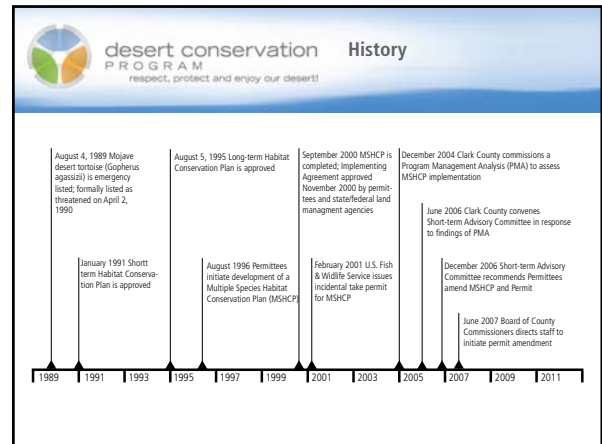 desert conservation
PROGRAM
respect, protect and enjoy our desert!
History
August 4, 1989 Mojave
desert tortoise (Gopherus
agassizii) is emergency
listed; formally listed as
threatened on April 2,
1990
January 1991 Shortt
term Habitat Conserva-
tion Plan is approved
August 5, 1995 Long-term Habitat
Conservation Plan is approved
August 1996 Permittees
initiate development of a
Multiple Species Habitat
Conservation Plan (MSHCP)
September 2000 MSHCP is
completed; Implementing
Agreement approved
November 2000 by permit-
tees and state/federal land
managment agencies
February 2001 U.S. Fish
& Widlife Service issues
incidental take permit
for MSHCP
December 2004 Clark County commissions a
Program Management Analysis (PMA) to assess
MSHCP implementation
June 2006 Clark County convenes
Short-term Advisory Committee in response
to findings of PMA
December 2006 Short-term Advisory
Committee recommends Permittees
amend MSHCP and Permit
June 2007 Board of County
Commissioners directs staff to
initiate permit amendment
1989 1991 1993 1995 1997 1999 2001 2003 2005 2007 2009 2011